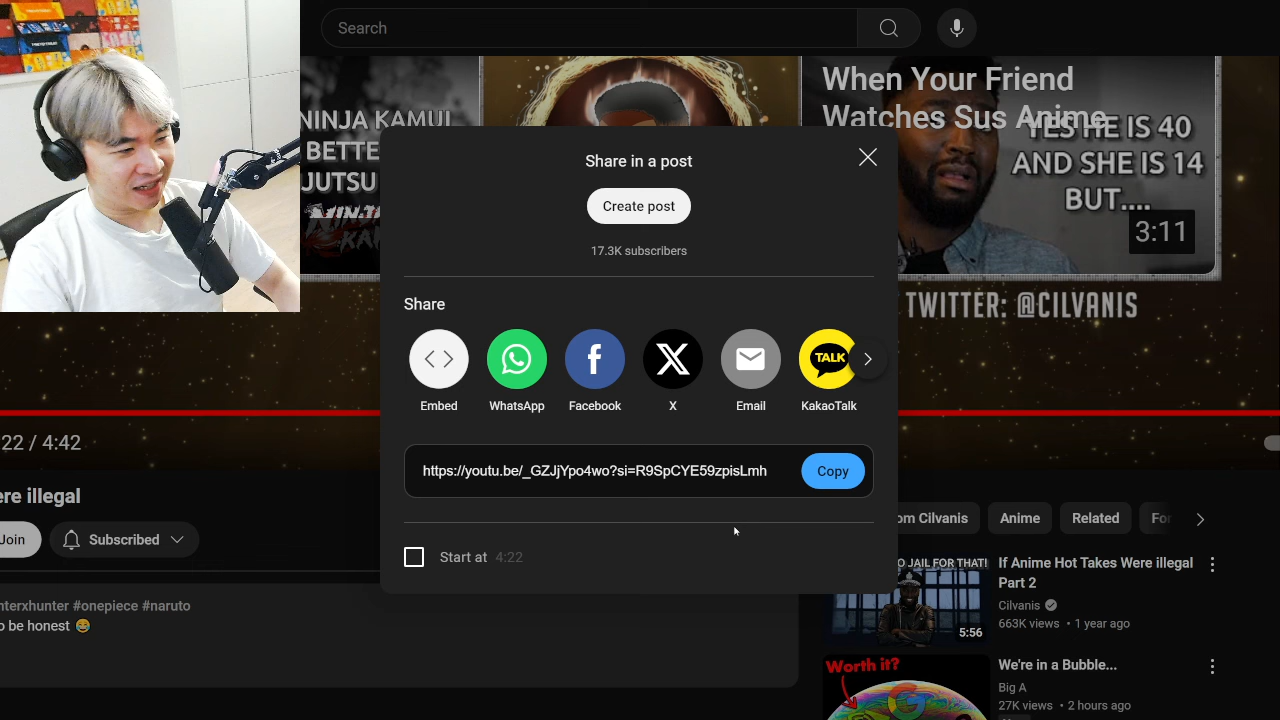 Search
When Your Friend
Watches Sus Anime
NINJA KAMUI
BETTE
JUTSU
YES HE IS 40
AND SHE IS 14
BUT....
3:11
Share in a post
Create post
17.3K subscribers
TWITTER: @CILVANIS
Share
TALK
Embed
WhatsApp
Facebook
X
Email
KakaoTalk
22 / 4:42
https://youtu.be/_GZJjYpo4wo?si=R9SpCYE59zpisLmh
Copy
ere illegal
Join
Subscribed
om Cilvanis
Anime
Related
For
Start at 4:22
nterxhunter #onepiece #naruto
o be honest 😂
O JAIL FOR THAT!
5:56
If Anime Hot Takes Were illegal
Part 2
Cilvanis
663K views • 1 year ago
Worth it?
We're in a Bubble...
Big A
27K views • 2 hours ago